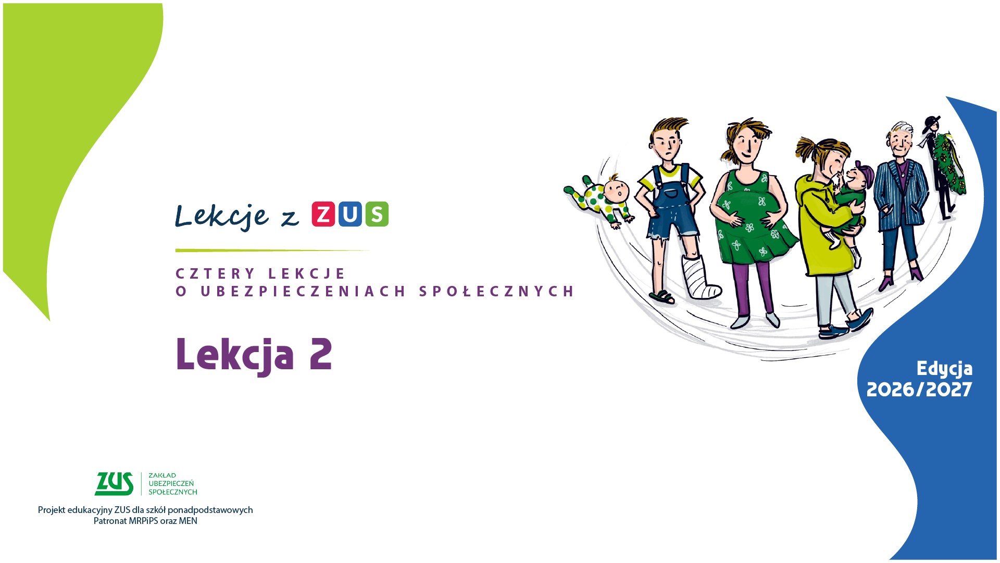 Lekcje z ZUS
CZTERY LEKCJE
O UBEZPIECZENIACH SPOŁECZNYCH
Lekcja 2
Edycja
2026/2027
ZUS
ZAKŁAD
UBEZPIECZEŃ
SPOŁECZNYCH
Projekt edukacyjny ZUS dla szkół ponadpodstawowych
Patronat MRPiPS oraz MEN